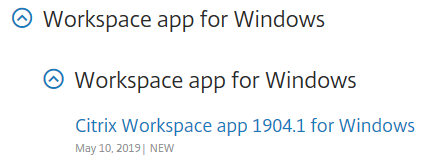 Workspace app for Windows
Workspace app for Windows
Citrix Workspace app 1904.1 for Windows
May 10, 2019| NEW